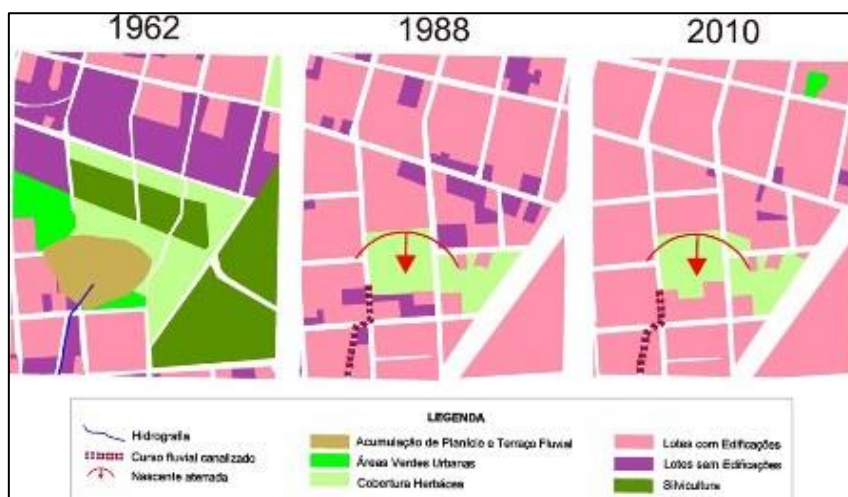 1962
1988
2010
LEGENDA
Hidrografia
Curso fluvial canalizado
Nascente aterrada
Acumulação de Planície e Terraço Fluvial
Áreas Verdes Urbanas
Cobertura Herbácea
Lotes com Edificações
Lotes sem Edificações
Silvicultura